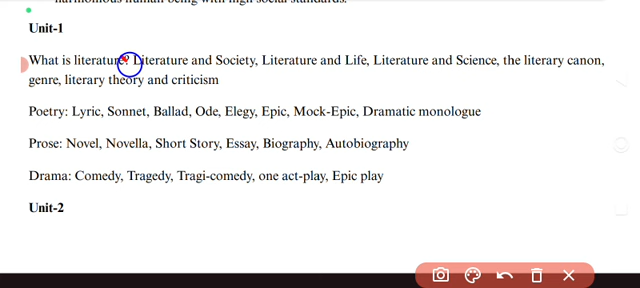 harmonious human being with high social standards.
Unit-1
What is literature? Literature and Society, Literature and Life, Literature and Science, the literary canon,
genre, literary theory and criticism
Poetry: Lyric, Sonnet, Ballad, Ode, Elegy, Epic, Mock-Epic, Dramatic monologue
Prose: Novel, Novella, Short Story, Essay, Biography, Autobiography
Drama: Comedy, Tragedy, Tragi-comedy, one act-play, Epic play
Unit-2